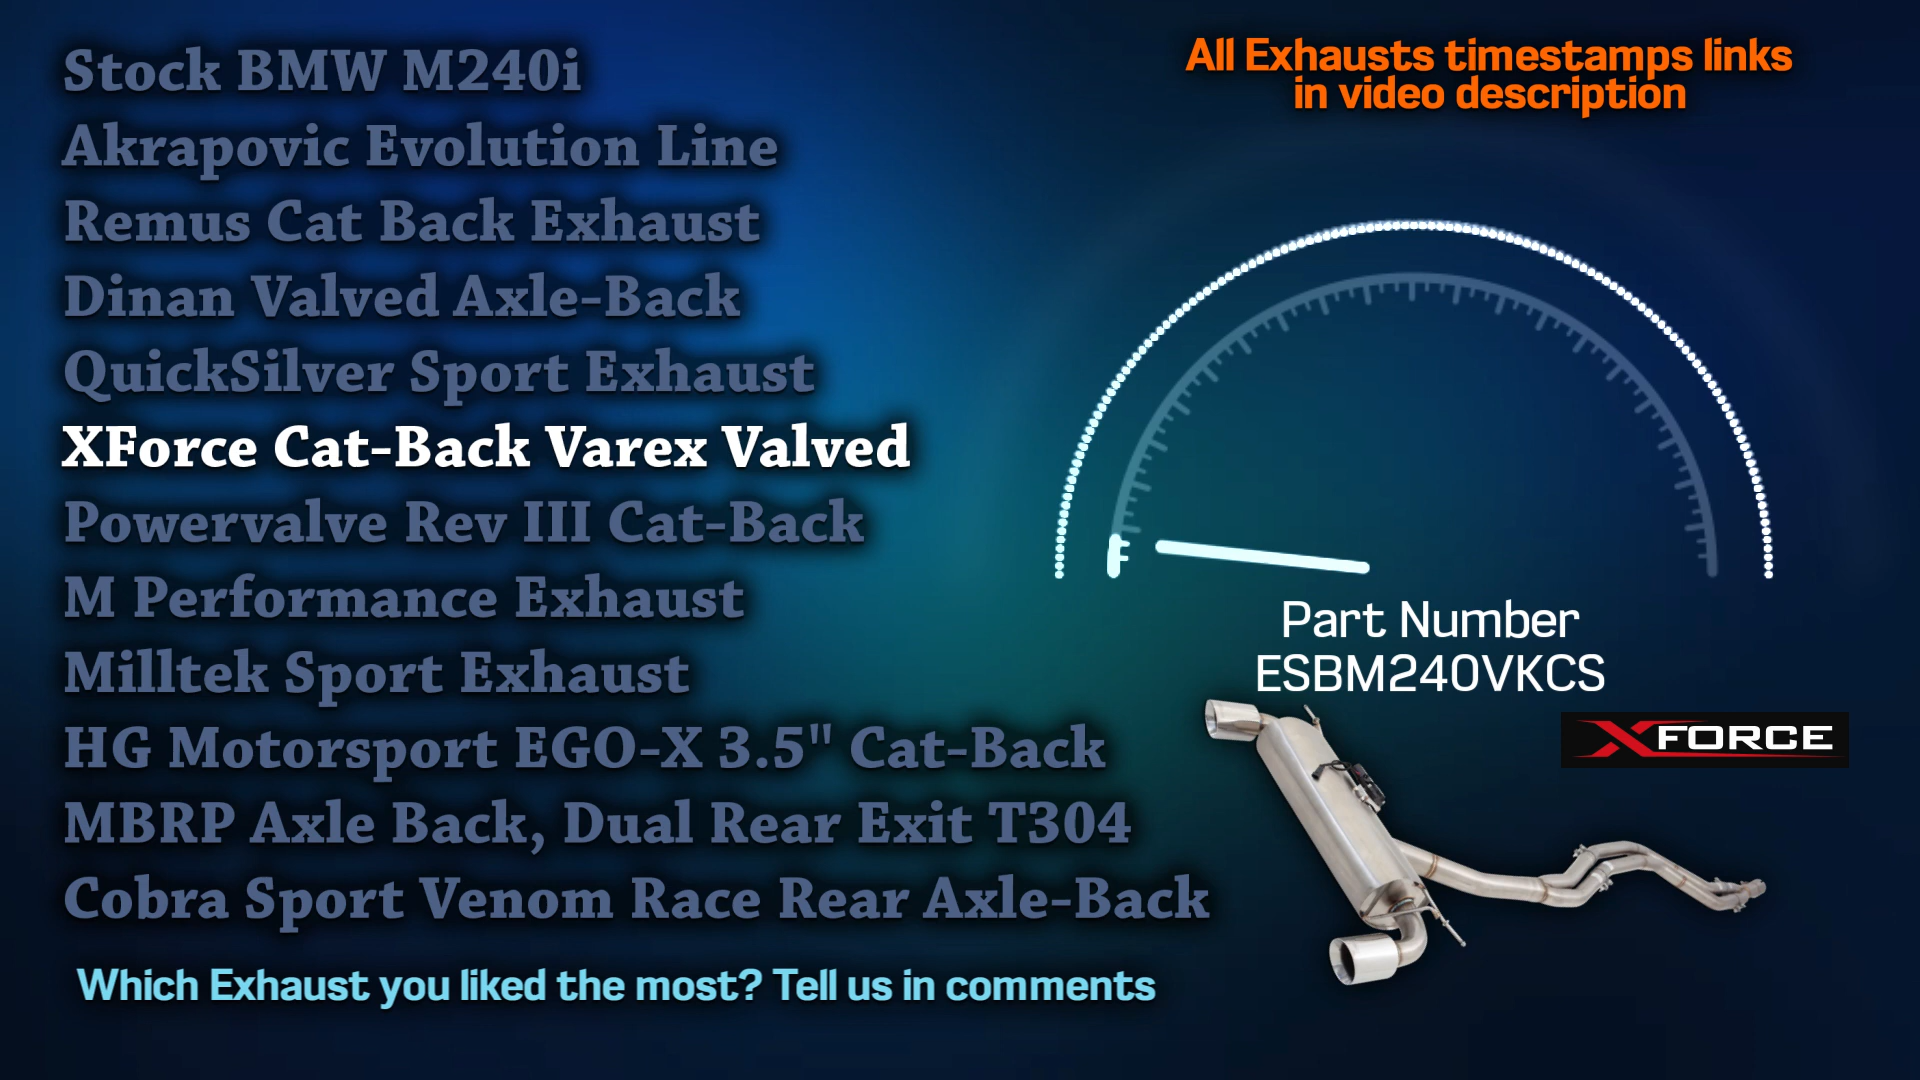 Stock BMW M240i
Akrapovic Evolution Line
Remus Cat Back Exhaust
Dinan Valved Axle-Back
QuickSilver Sport Exhaust
XForce Cat-Back Varex Valved
Powervalve Rev III Cat-Back
M Performance Exhaust
Milltek Sport Exhaust
HG Motorsport EGO-X 3.5" Cat-Back
MBRP Axle Back, Dual Rear Exit T304
Cobra Sport Venom Race Rear Axle-Back
Which Exhaust you liked the most? Tell us in comments
All Exhausts timestamps links
in video description
Part Number
ESBM240VKCS
XFORCE